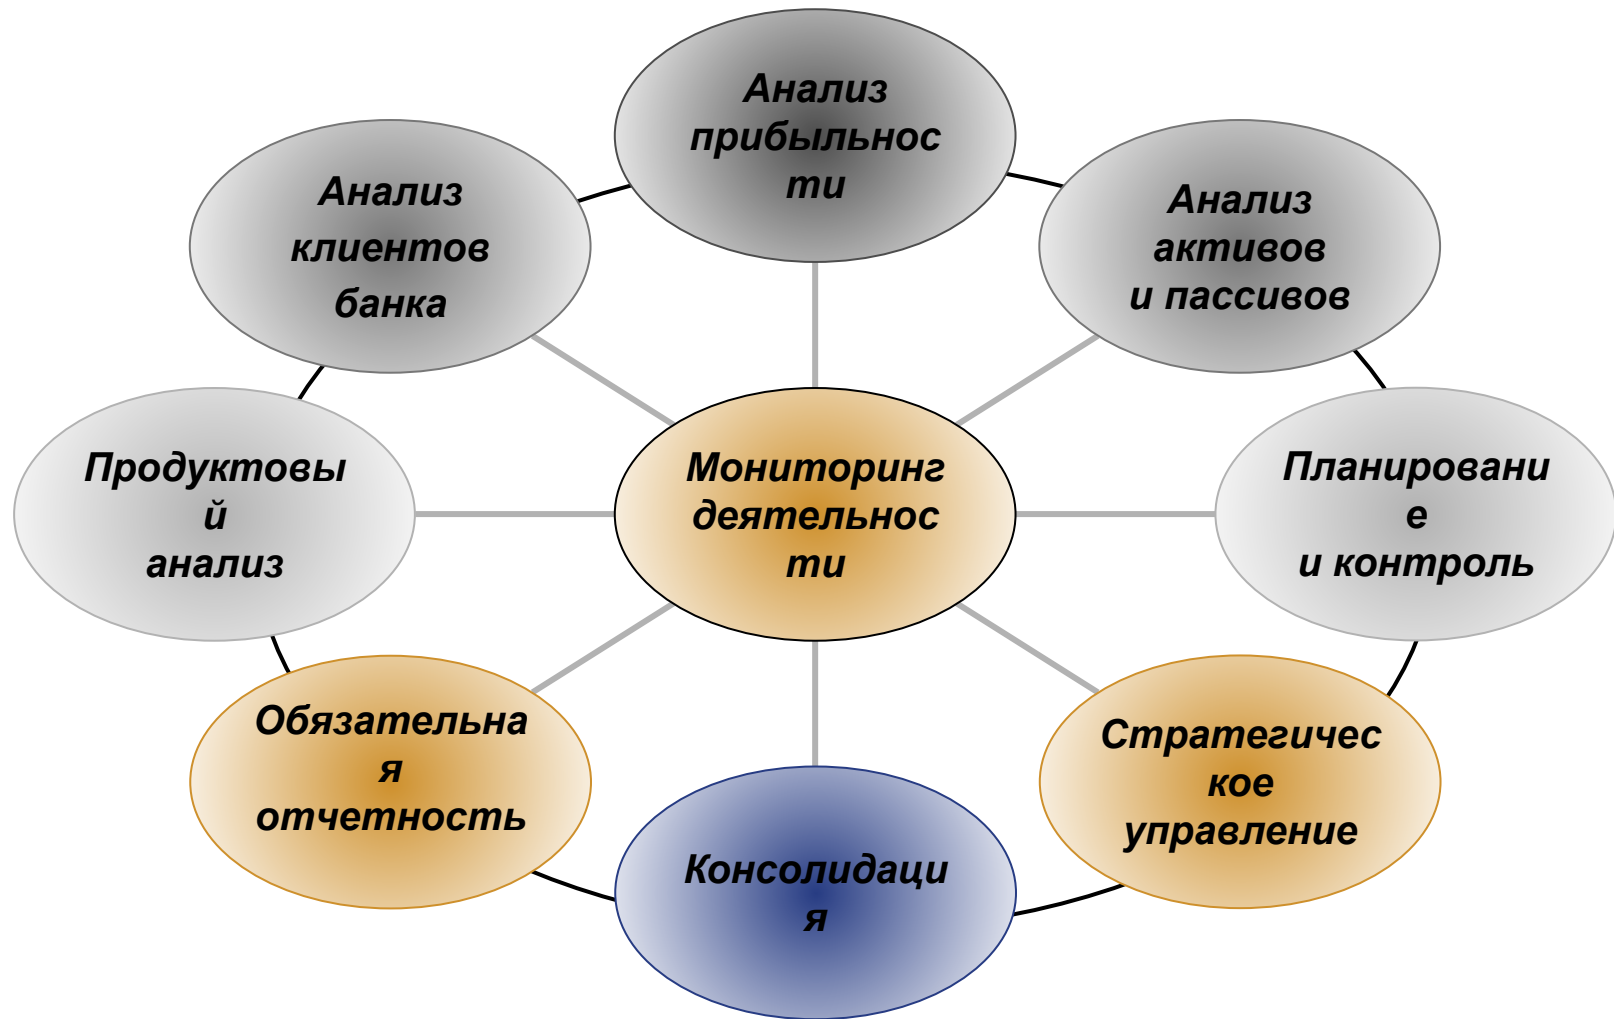 Анализ
прибыльнос
ти
Анализ
клиентов
банка
Анализ
активов
и пассивов
Продуктовы
й
анализ
Мониторинг
деятельнос
ти
Планировани
е
и контроль
Обязательна
я
отчетность
Стратегичес
кое
управление
Консолидаци
я